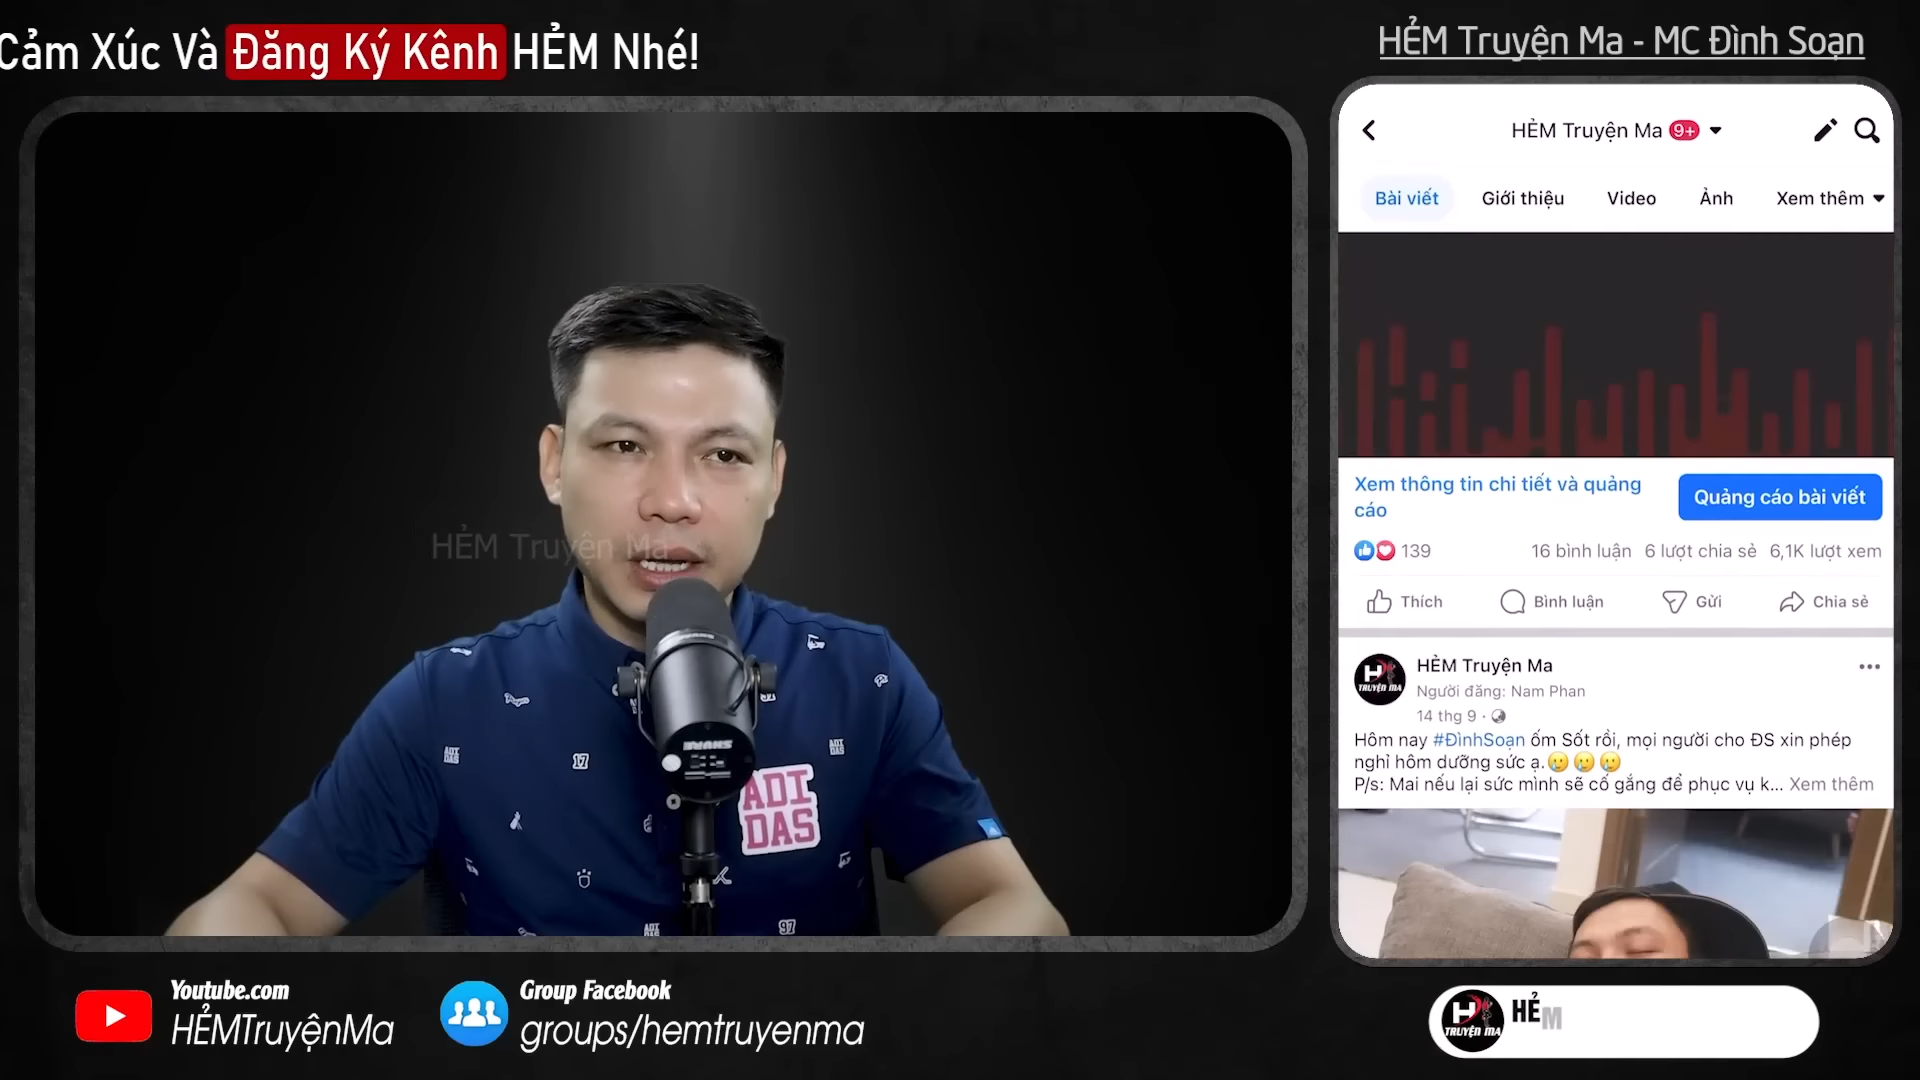 Cảm Xúc Và Đăng Ký Kênh HẺM Nhé!
HẺM Truyện Ma - MC Đình Soạn
HẺM Truyện Ma 9+
Bài viết Giới thiệu Video Ảnh Xem thêm
Xem thông tin chi tiết và quảng
cáo
Quảng cáo bài viết
139 16 bình luận 6 lượt chia sẻ 6,1K lượt xem
Thích Bình luận Gửi Chia sẻ
HẺM Truyện Ma
Người đăng: Nam Phan
14 thg 9 ·
Hôm nay #ĐìnhSoạn ốm Sốt rồi, mọi người cho ĐS xin phép
nghỉ hôm dưỡng sức ạ.🥲🥲🥲
P/s: Mai nếu lại sức mình sẽ cố gắng để phục vụ k... Xem thêm
HẺM Truyện Ma
SHURE
17
97
ADI
DAS
Youtube.com
HẺMTruyệnMa
Group Facebook
groups/hemtruyenma
H
TRUYỆN MA
HẺM